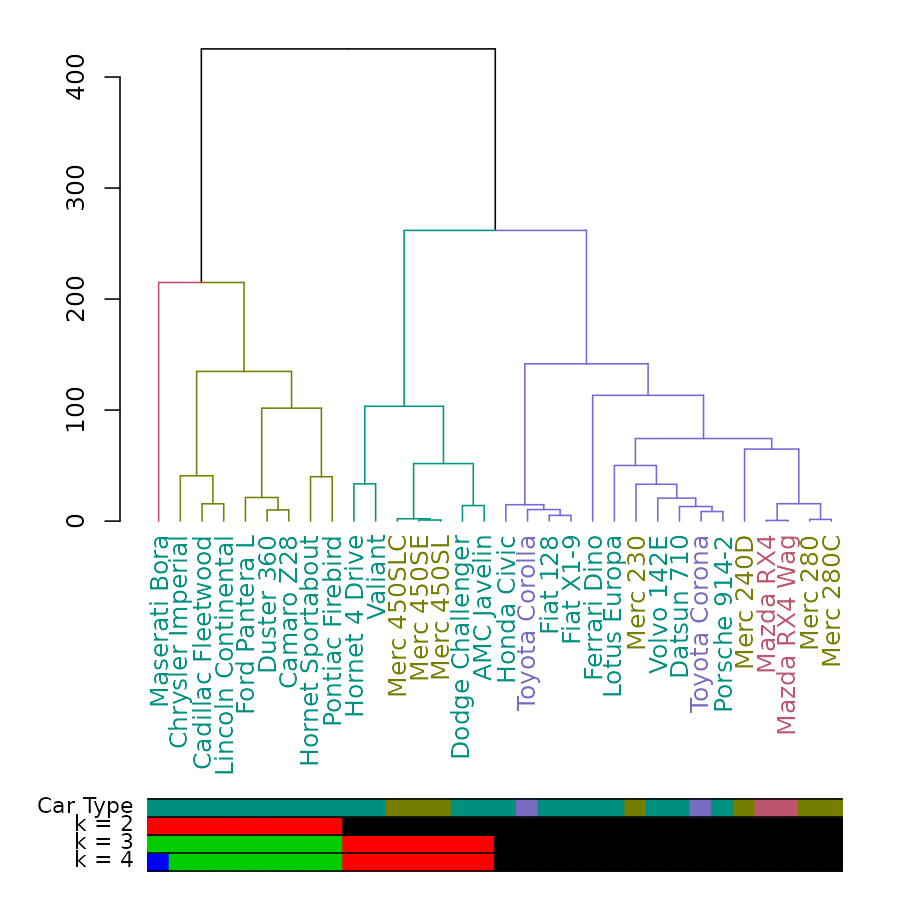 400
300
200
100
0
Maserati Bora
Chrysler Imperial
Cadillac Fleetwood
Lincoln Continental
Ford Pantera L
Duster 360
Camaro Z28
Hornet Sportabout
Pontiac Firebird
Hornet 4 Drive
Valiant
Merc 450SLC
Merc 450SE
Merc 450SL
Dodge Challenger
AMC Javelin
Honda Civic
Toyota Corolla
Fiat 128
Fiat X1-9
Ferrari Dino
Lotus Europa
Merc 230
Volvo 142E
Datsun 710
Toyota Corona
Porsche 914-2
Merc 240D
Mazda RX4
Mazda RX4 Wag
Merc 280
Merc 280C
Car Type
k = 2
k = 3
k = 4